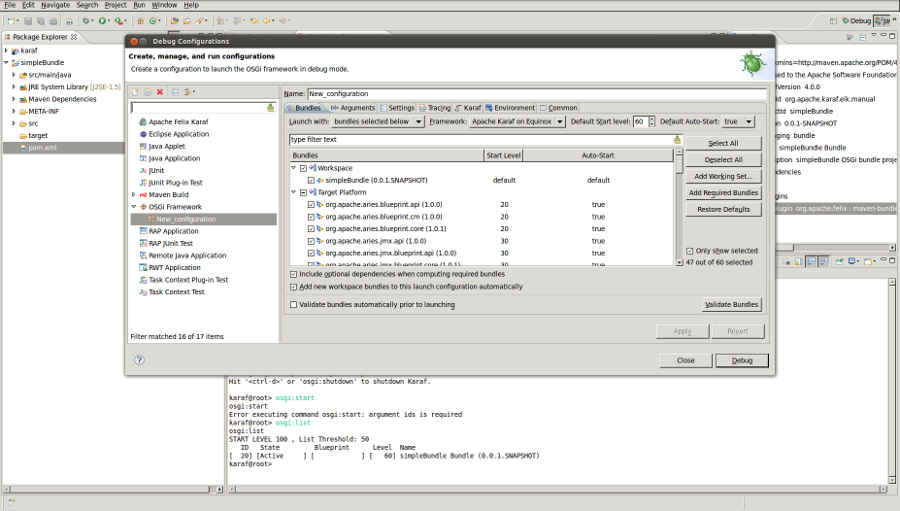 File Edit Navigate Search Project Run Window Help
Debug Java
Package Explorer
karaf
simpleBundle
src/main/java
JRE System Library [J2SE-1.5]
Maven Dependencies
META-INF
src
target
pom.xml
Debug Configurations
Create, manage, and run configurations
Create a configuration to launch the OSGi framework in debug mode.
Apache Felix Karaf
Eclipse Application
Java Applet
Java Application
JUnit
JUnit Plug-in Test
Maven Build
OSGi Framework
New_configuration
RAP Application
RAP JUnit Test
Remote Java Application
RWT Application
Task Context Plug-in Test
Task Context Test
Filter matched 16 of 17 items
Name: New_configuration
Bundles Arguments Settings Tracing Karaf Environment Common
Launch with: bundles selected below Framework: Apache Karaf on Equinox Default Start level: 60 Default Auto-Start: true
type filter text
Bundles Start Level Auto-Start
Workspace
simpleBundle (0.0.1.SNAPSHOT) default default
Target Platform
org.apache.aries.blueprint.api (1.0.0) 20 true
org.apache.aries.blueprint.cm (1.0.0) 20 true
org.apache.aries.blueprint.core (1.0.1) 20 true
org.apache.aries.jmx.api (1.0.0) 30 true
org.apache.aries.jmx.blueprint.api (1.0.0) 30 true
org.apache.aries.jmx.blueprint.core (1.0.1) 30 true
Select All
Deselect All
Add Working Set...
Add Required Bundles
Restore Defaults
Only show selected
47 out of 60 selected
Include optional dependencies when computing required bundles
Add new workspace bundles to this launch configuration automatically
Validate bundles automatically prior to launching
Validate Bundles
Apply Revert
Close Debug
xmlns=http://maven.apache.org/POM/4
sed to the Apache Software Foundation
Version 4.0.0
Id org.apache.karaf.eik.manual
ctId simpleBundle
on 0.0.1-SNAPSHOT
aging bundle
simpleBundle Bundle
ption simpleBundle OSGi bundle proje
dencies
gins
lugin org.apache.felix : maven-bundle
Hit '<ctrl-d>' or 'osgi:shutdown' to shutdown Karaf.
karaf@root> osgi:start
osgi:start
Error executing command osgi:start: argument ids is required
karaf@root> osgi:list
osgi:list
START LEVEL 100 , List Threshold: 50
ID State Blueprint Level Name
[ 20] [Active ] [ ] [ 60] simpleBundle Bundle (0.0.1.SNAPSHOT)
karaf@root>